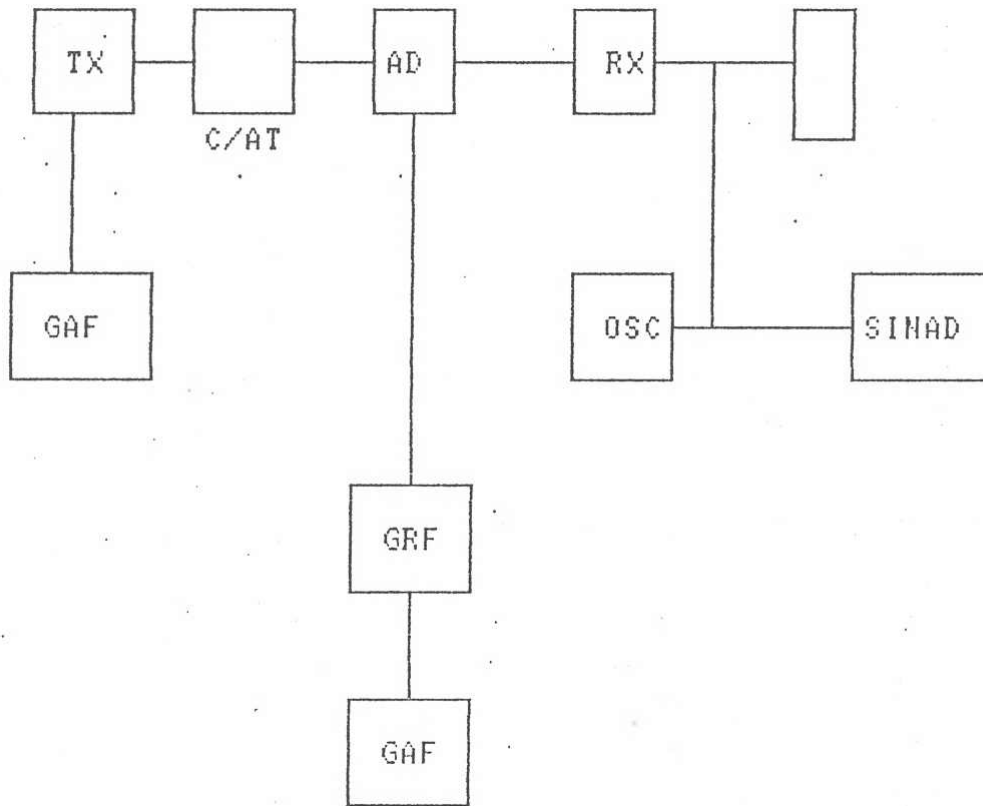 TX AD RX
C/AT
GAF OSC SINAD
GRF
GAF